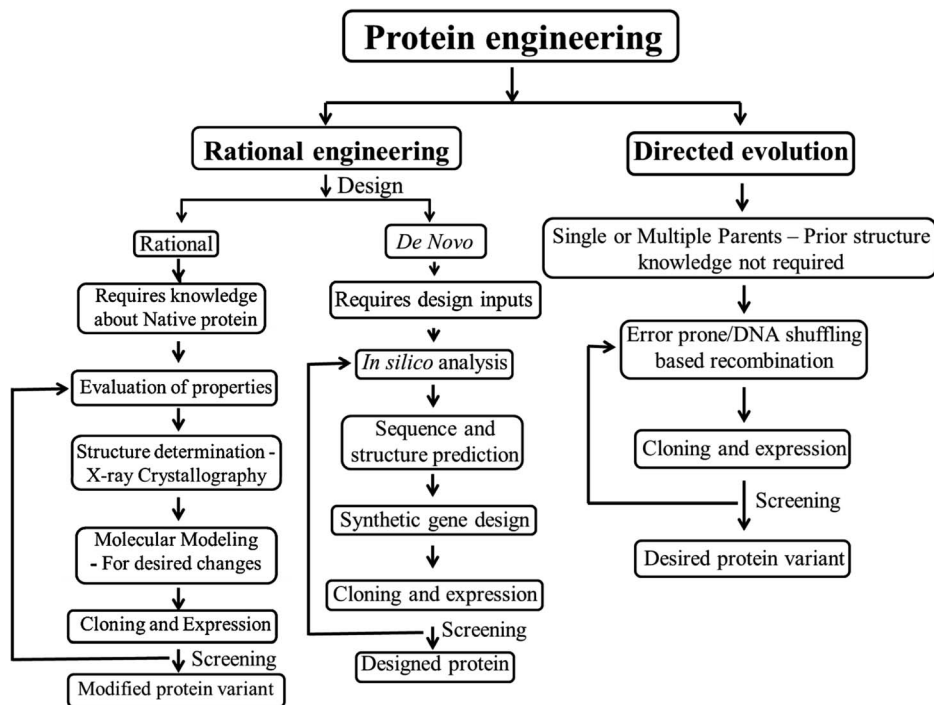 Protein engineering
Rational engineering
Directed evolution
Design
Rational
De Novo
Single or Multiple Parents – Prior structure
knowledge not required
Requires knowledge
about Native protein
Requires design inputs
Error prone/DNA shuffling
based recombination
Evaluation of properties
In silico analysis
Structure determination -
X-ray Crystallography
Sequence and
structure prediction
Cloning and expression
Screening
Molecular Modeling
- For desired changes
Synthetic gene design
Desired protein variant
Cloning and Expression
Cloning and expression
Screening
Screening
Modified protein variant
Designed protein